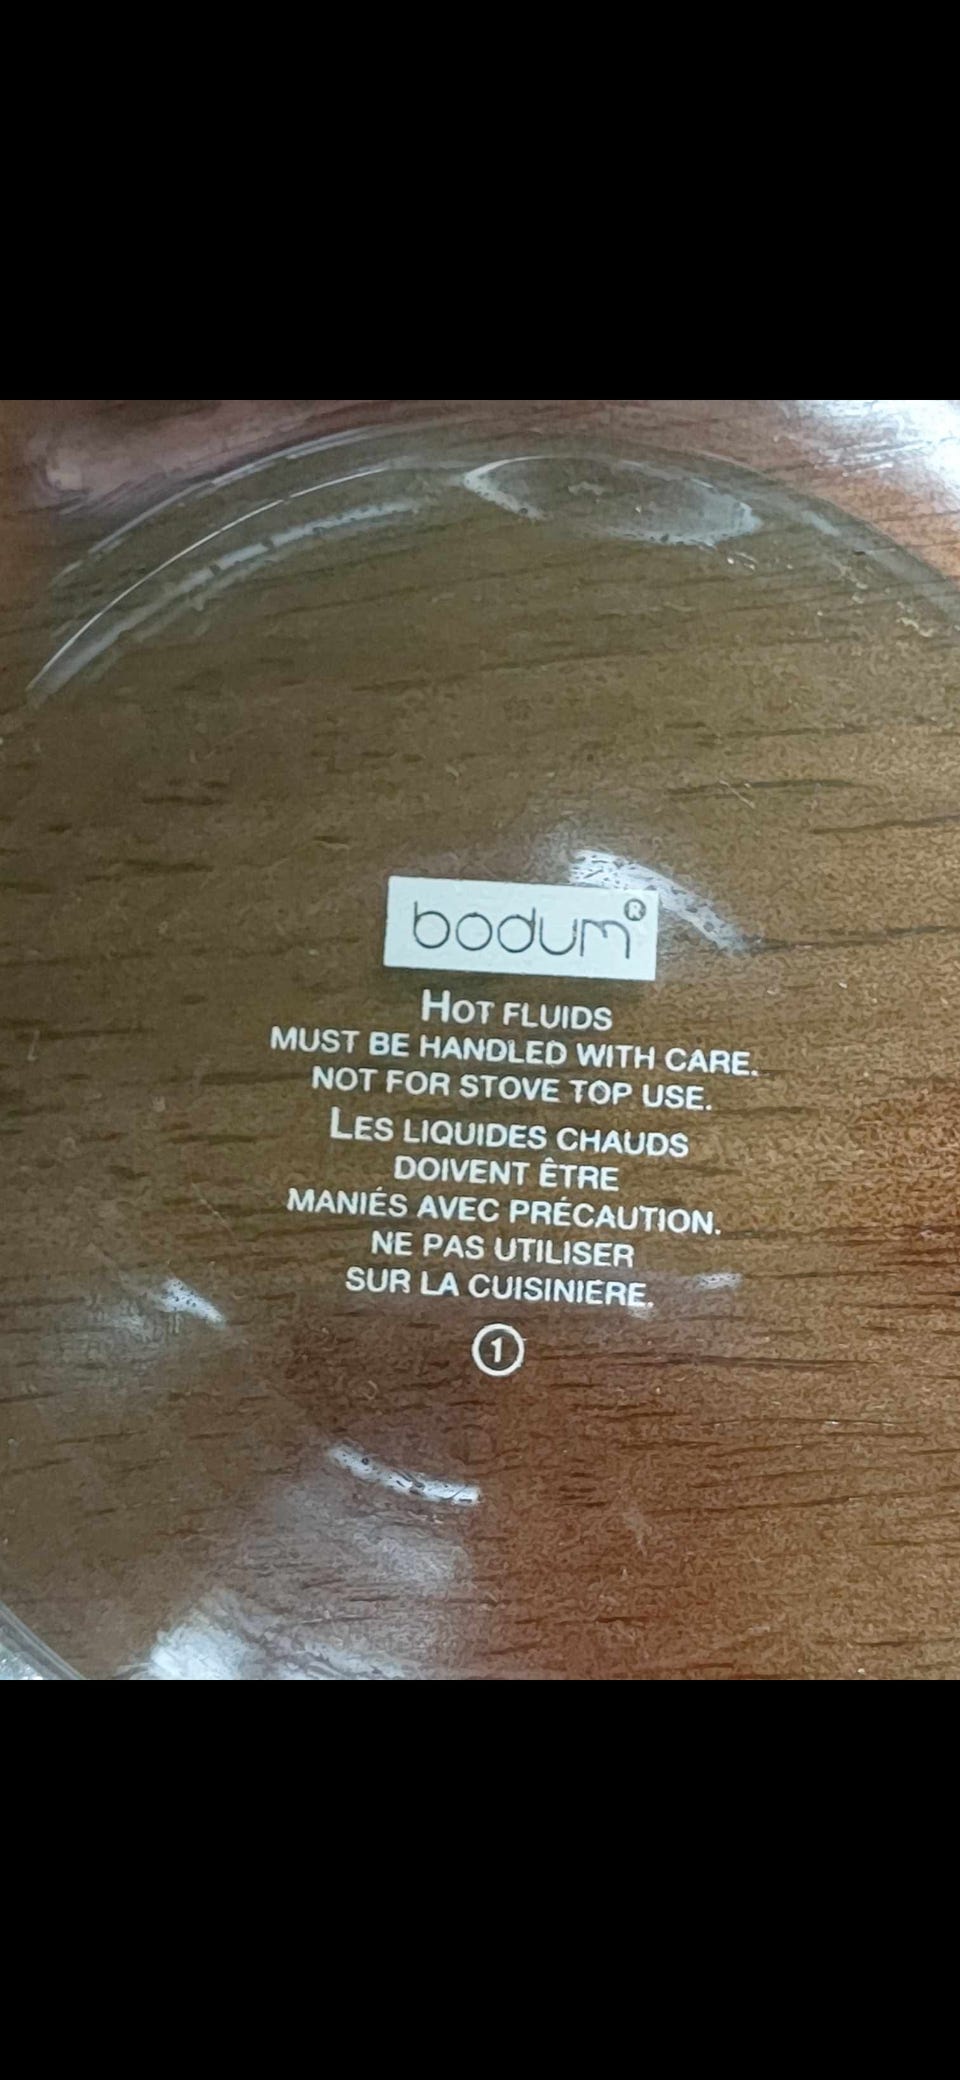 bodum®
HOT FLUIDS
MUST BE HANDLED WITH CARE.
NOT FOR STOVE TOP USE.
LES LIQUIDES CHAUDS
DOIVENT ÊTRE
MANIÉS AVEC PRÉCAUTION.
NE PAS UTILISER
SUR LA CUISINIERE.
1